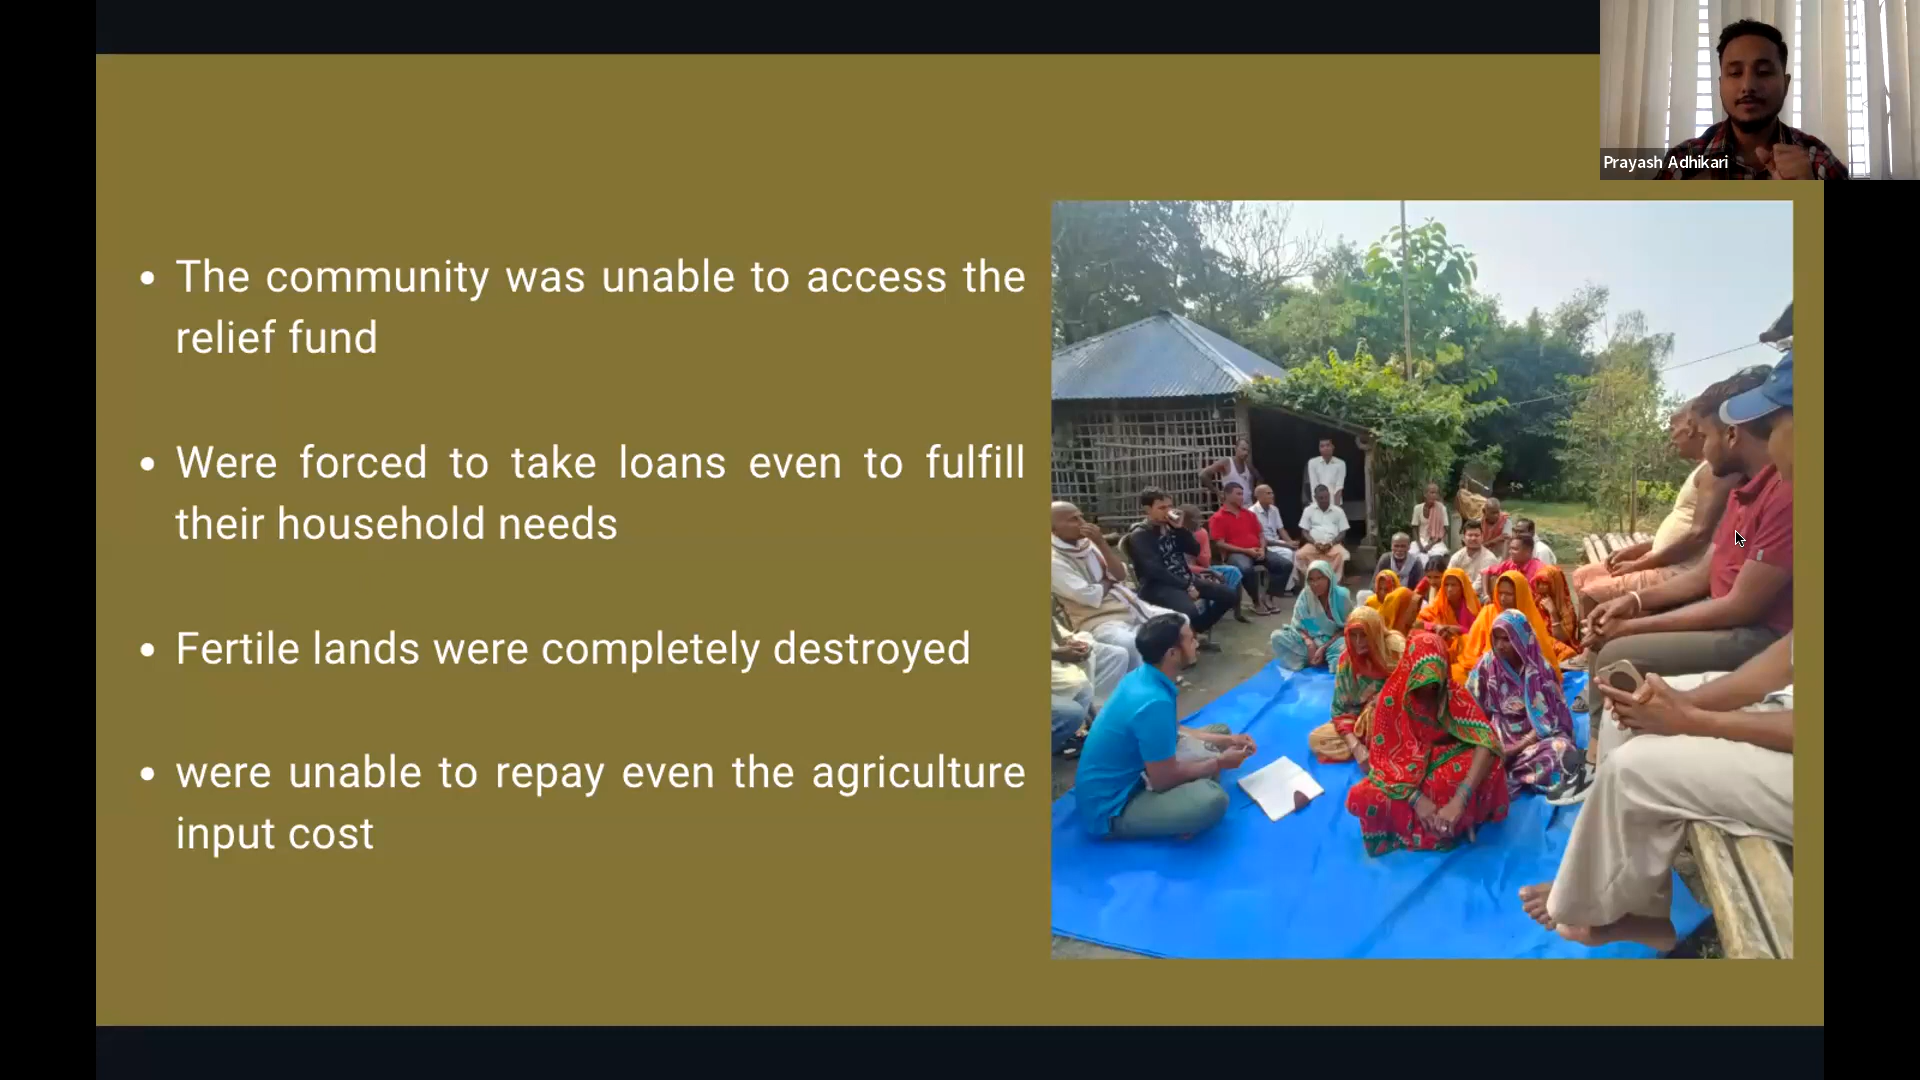 Prayash Adhikari
• The community was unable to access the
relief fund
• Were forced to take loans even to fulfill
their household needs
• Fertile lands were completely destroyed
• were unable to repay even the agriculture
input cost